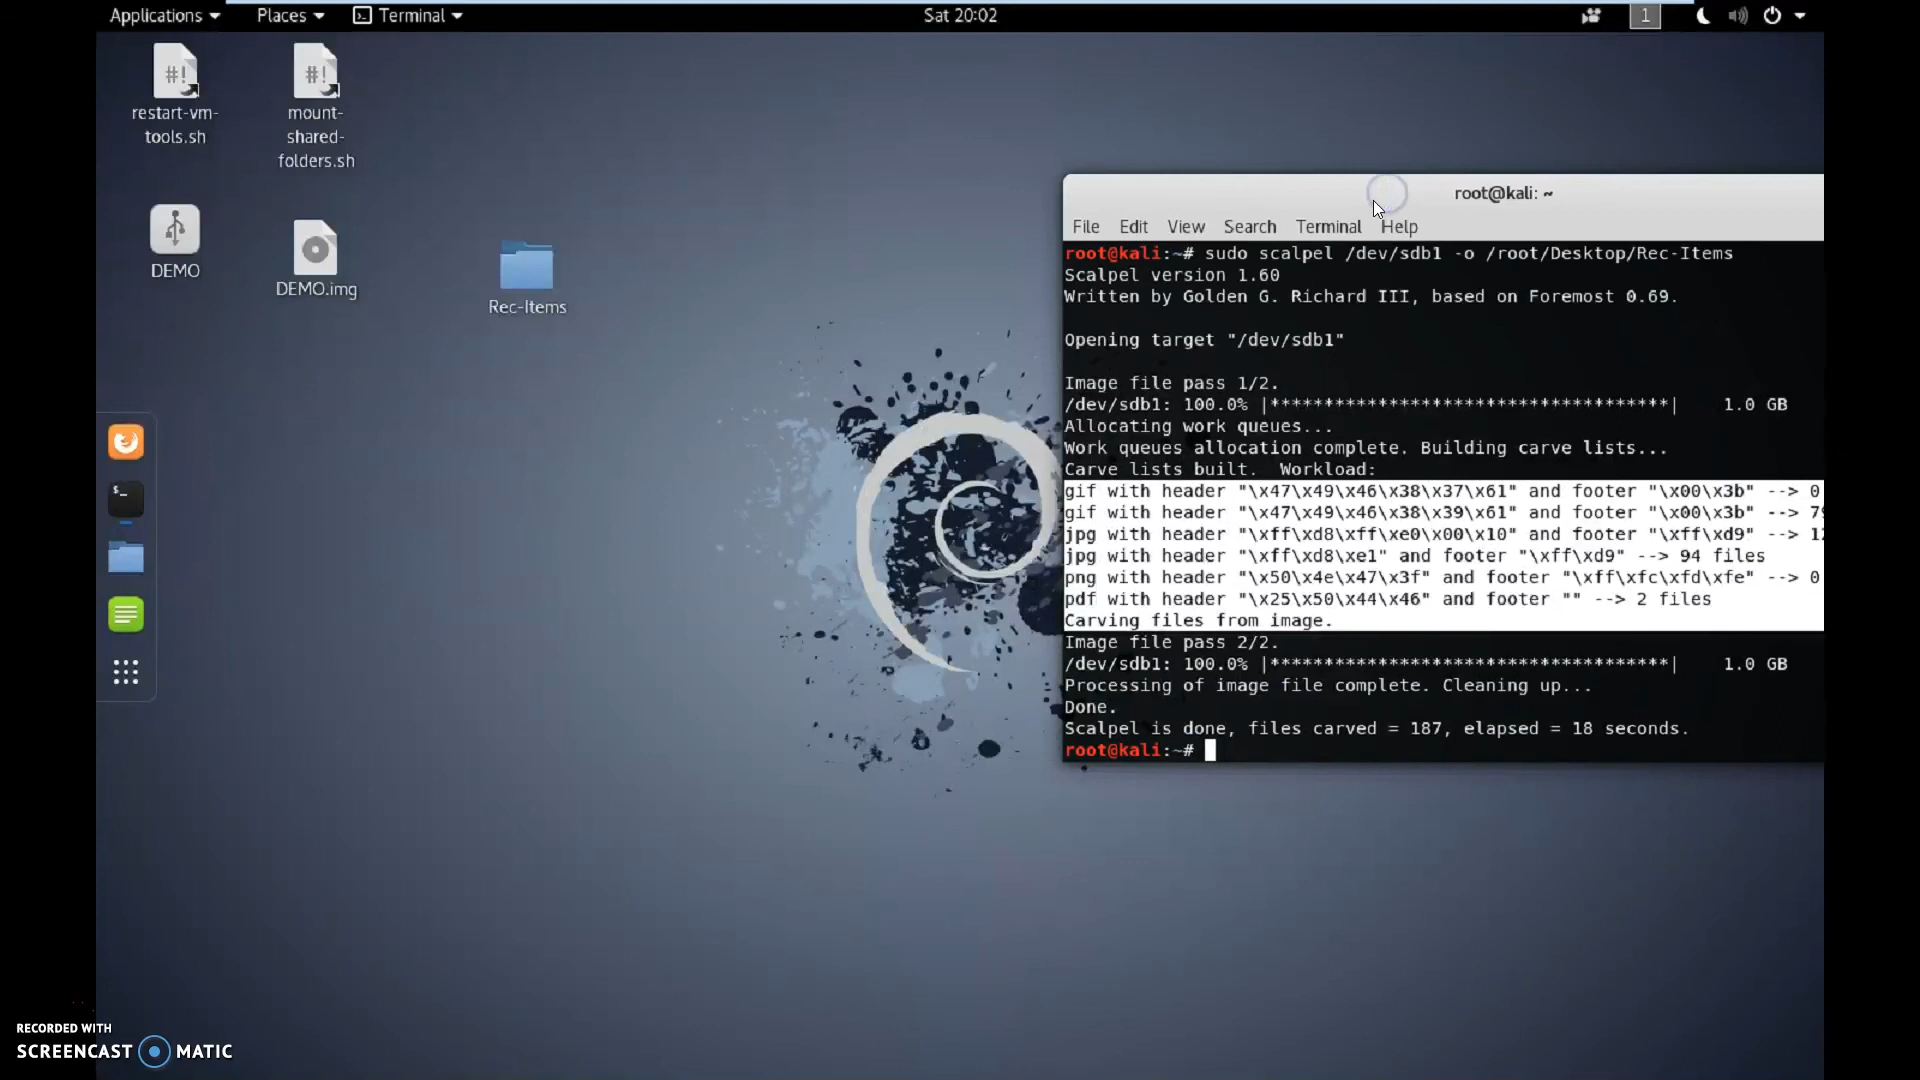 Applications Places Terminal Sat 20:02 1
restart-vm-
tools.sh
mount-
shared-
folders.sh
DEMO
DEMO.img
Rec-Items
root@kali: ~
File Edit View Search Terminal Help
root@kali:~# sudo scalpel /dev/sdb1 -o /root/Desktop/Rec-Items
Scalpel version 1.60
Written by Golden G. Richard III, based on Foremost 0.69.
Opening target "/dev/sdb1"
Image file pass 1/2.
/dev/sdb1: 100.0% |*************************************| 1.0 GB
Allocating work queues...
Work queues allocation complete. Building carve lists...
Carve lists built. Workload:
gif with header "\x47\x49\x46\x38\x37\x61" and footer "\x00\x3b" --> 0
gif with header "\x47\x49\x46\x38\x39\x61" and footer "\x00\x3b" --> 79
jpg with header "\xff\xd8\xff\xe0\x00\x10" and footer "\xff\xd9" --> 12
jpg with header "\xff\xd8\xe1" and footer "\xff\xd9" --> 94 files
png with header "\x50\x4e\x47\x3f" and footer "\xff\xfc\xfd\xfe" --> 0
pdf with header "\x25\x50\x44\x46" and footer "" --> 2 files
Carving files from image.
Image file pass 2/2.
/dev/sdb1: 100.0% |*************************************| 1.0 GB
Processing of image file complete. Cleaning up...
Done.
Scalpel is done, files carved = 187, elapsed = 18 seconds.
root@kali:~#
RECORDED WITH
SCREENCAST MATIC